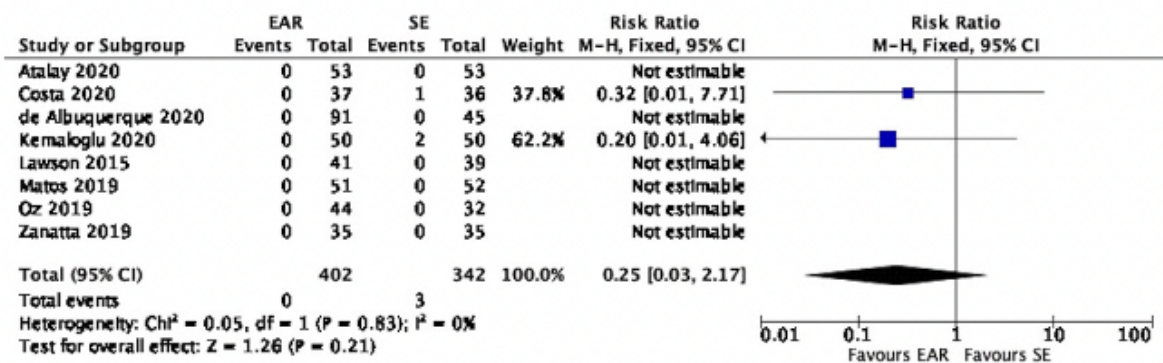 EAR SE Risk Ratio Risk Ratio
Study or Subgroup Events Total Events Total Weight M-H, Fixed, 95% CI M-H, Fixed, 95% CI
Atalay 2020 0 53 0 53 Not estimable
Costa 2020 0 37 1 36 37.8% 0.32 [0.01, 7.71]
de Albuquerque 2020 0 91 0 45 Not estimable
Kemaloglu 2020 0 50 2 50 62.2% 0.20 [0.01, 4.06]
Lawson 2015 0 41 0 39 Not estimable
Matos 2019 0 51 0 52 Not estimable
Oz 2019 0 44 0 32 Not estimable
Zanatta 2019 0 35 0 35 Not estimable
Total (95% CI) 402 342 100.0% 0.25 [0.03, 2.17]
Total events 0 3
Heterogeneity: Chi² = 0.05, df = 1 (P = 0.83); I² = 0%
Test for overall effect: Z = 1.26 (P = 0.21)
0.01 0.1 1 10 100
Favours EAR Favours SE